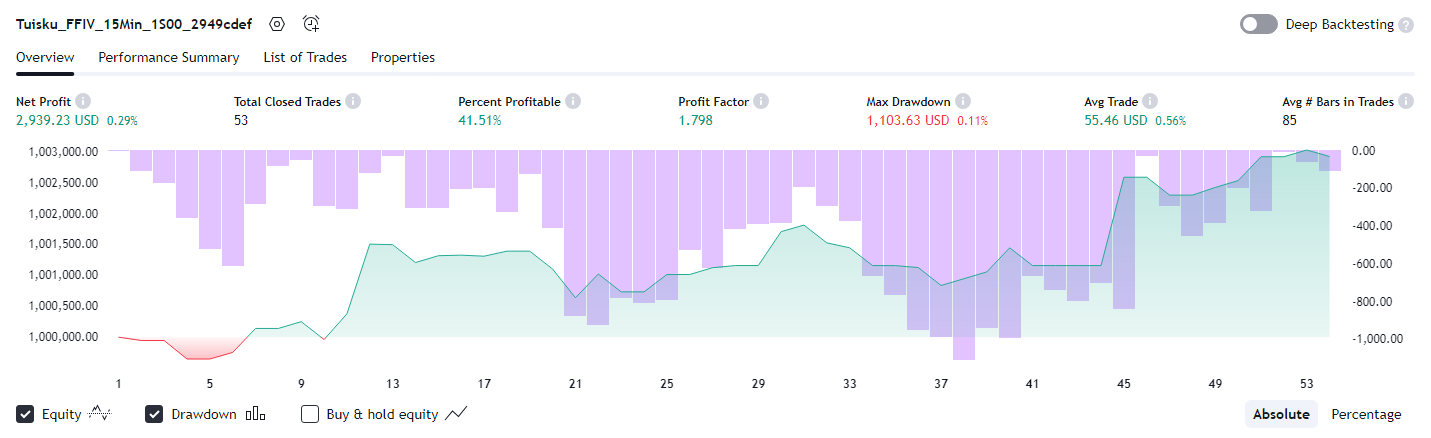 Tuisku_FFIV_15Min_1S00_2949cdef
Deep Backtesting ?
Overview Performance Summary List of Trades Properties
Net Profit i Total Closed Trades i Percent Profitable i Profit Factor i Max Drawdown i Avg Trade i Avg # Bars in Trades i
2,939.23 USD 0.29% 53 41.51% 1.798 1,103.63 USD 0.11% 55.46 USD 0.56% 85
1,003,000.00 0.00
1,002,500.00 -200.00
1,002,000.00 -400.00
1,001,500.00
1,001,000.00 -600.00
1,000,500.00 -800.00
1,000,000.00 -1,000.00
1 5 9 13 17 21 25 29 33 37 41 45 49 53
Equity Drawdown Buy & hold equity Absolute Percentage